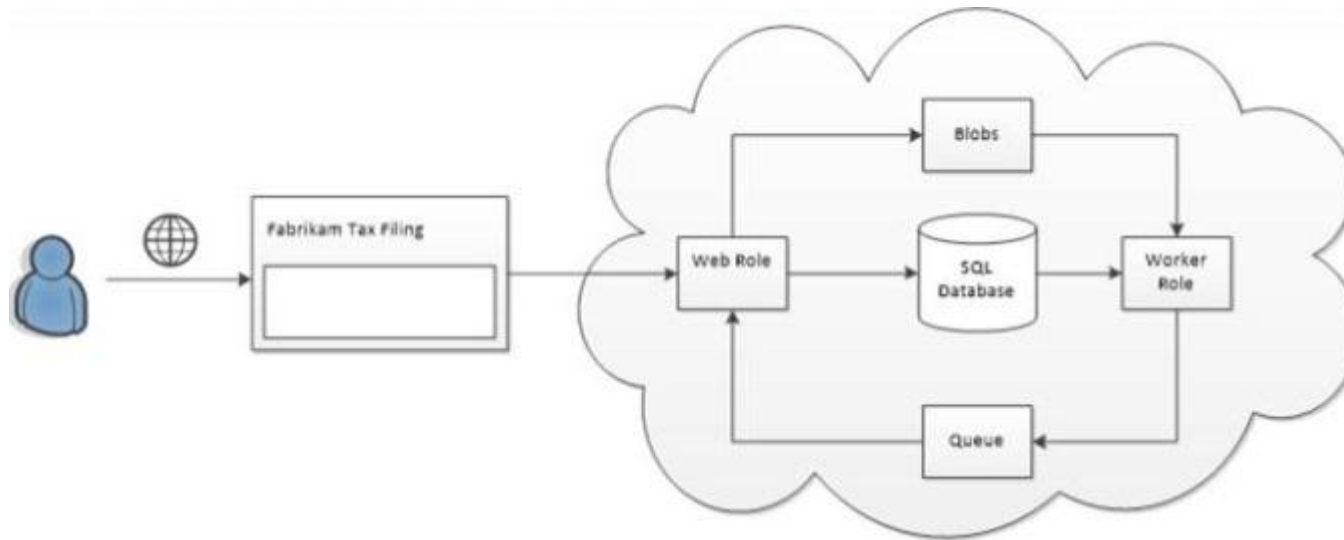 Fabrikam Tax Filing
Blobs
Web Role
SQL
Database
Worker
Role
Queue